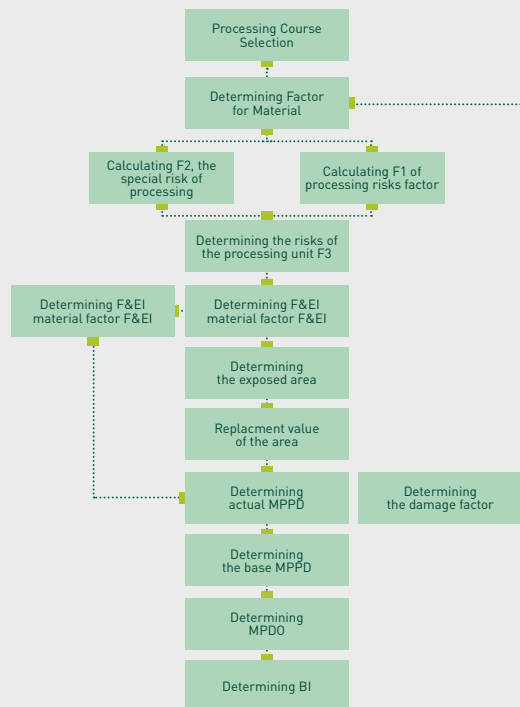 Processing Course
Selection
Determining Factor
for Material
Calculating F2, the
special risk of
processing
Calculating F1 of
processing risks factor
Determining the risks of
the processing unit F3
Determining F&EI
material factor F&EI
Determining F&EI
material factor F&EI
Determining
the exposed area
Replacment value
of the area
Determining
actual MPPD
Determining
the damage factor
Determining
the base MPPD
Determining
MPDO
Determining BI